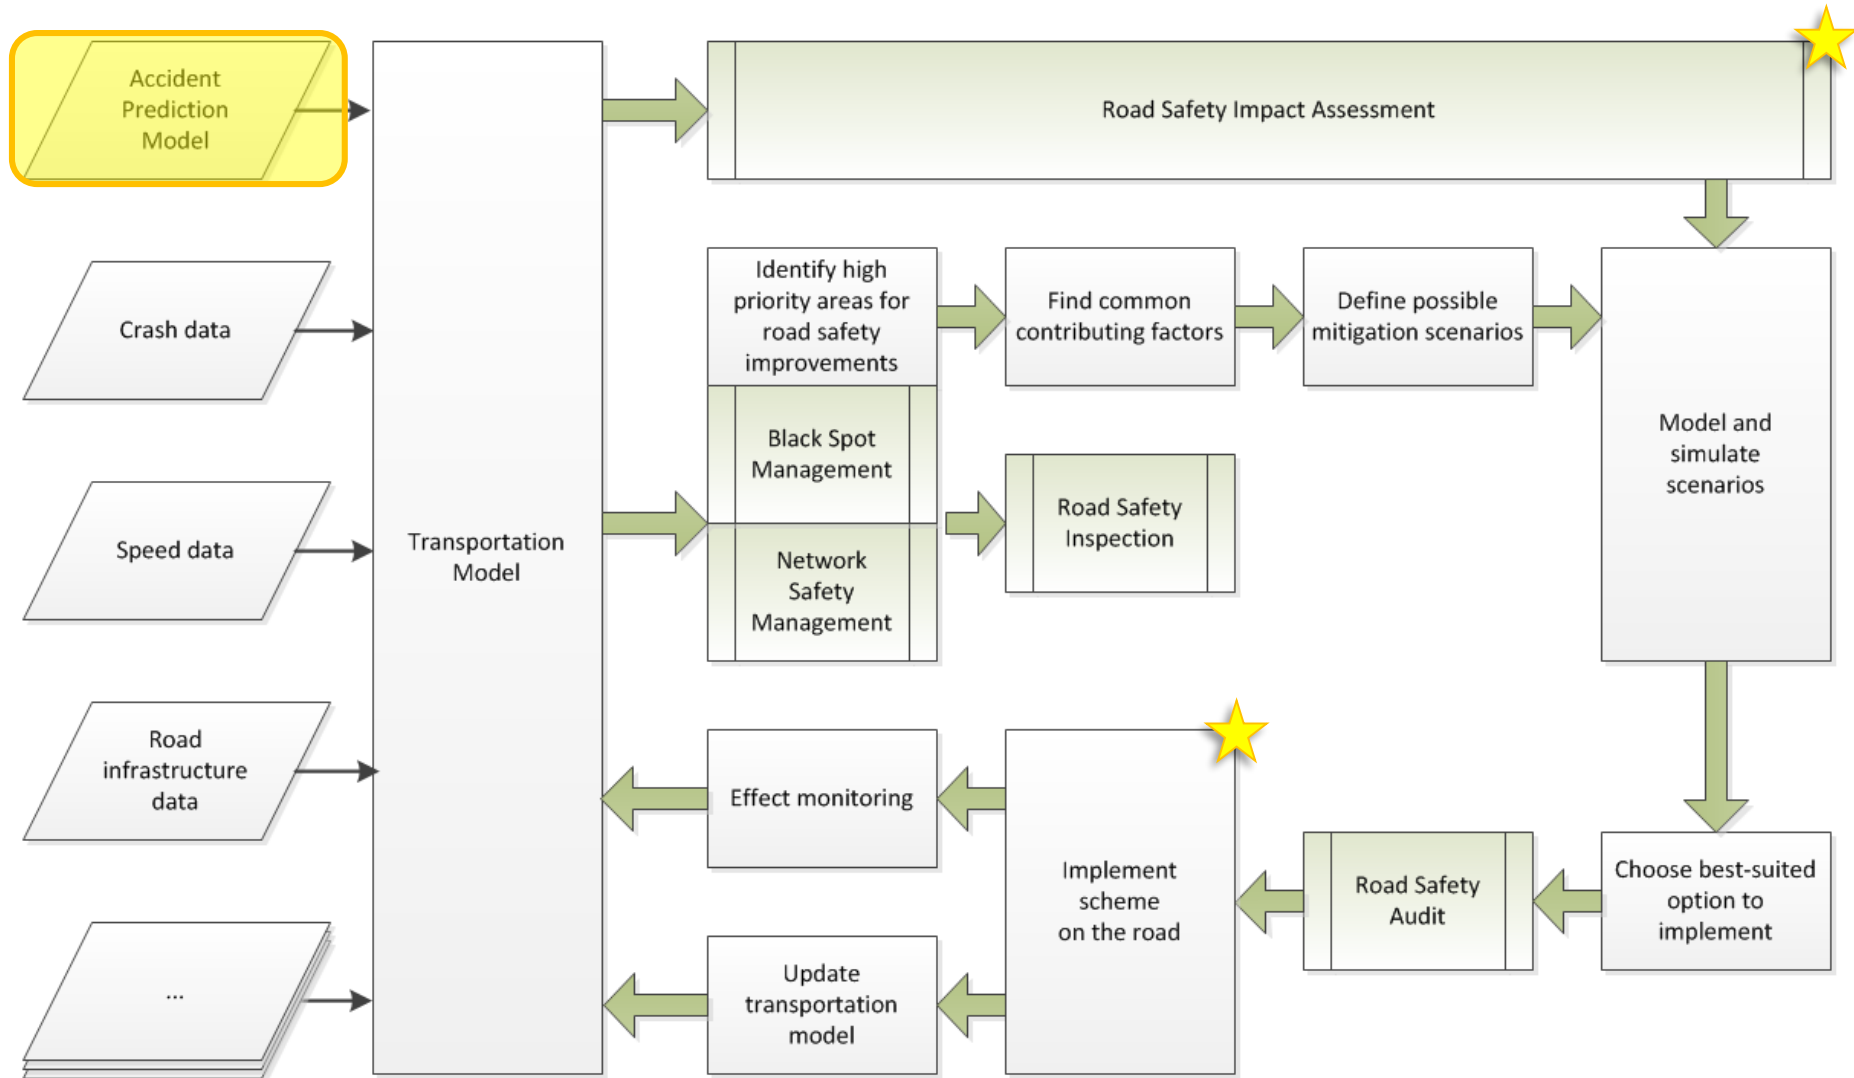 Accident
Prediction
Model
Crash data
Speed data
Road
infrastructure
data
...
Transportation
Model
Road Safety Impact Assessment
Identify high
priority areas for
road safety
improvements
Find common
contributing factors
Define possible
mitigation scenarios
Black Spot
Management
Network
Safety
Management
Road Safety
Inspection
Model and
simulate
scenarios
Effect monitoring
Update
transportation
model
Implement
scheme
on the road
Road Safety
Audit
Choose best-suited
option to
implement